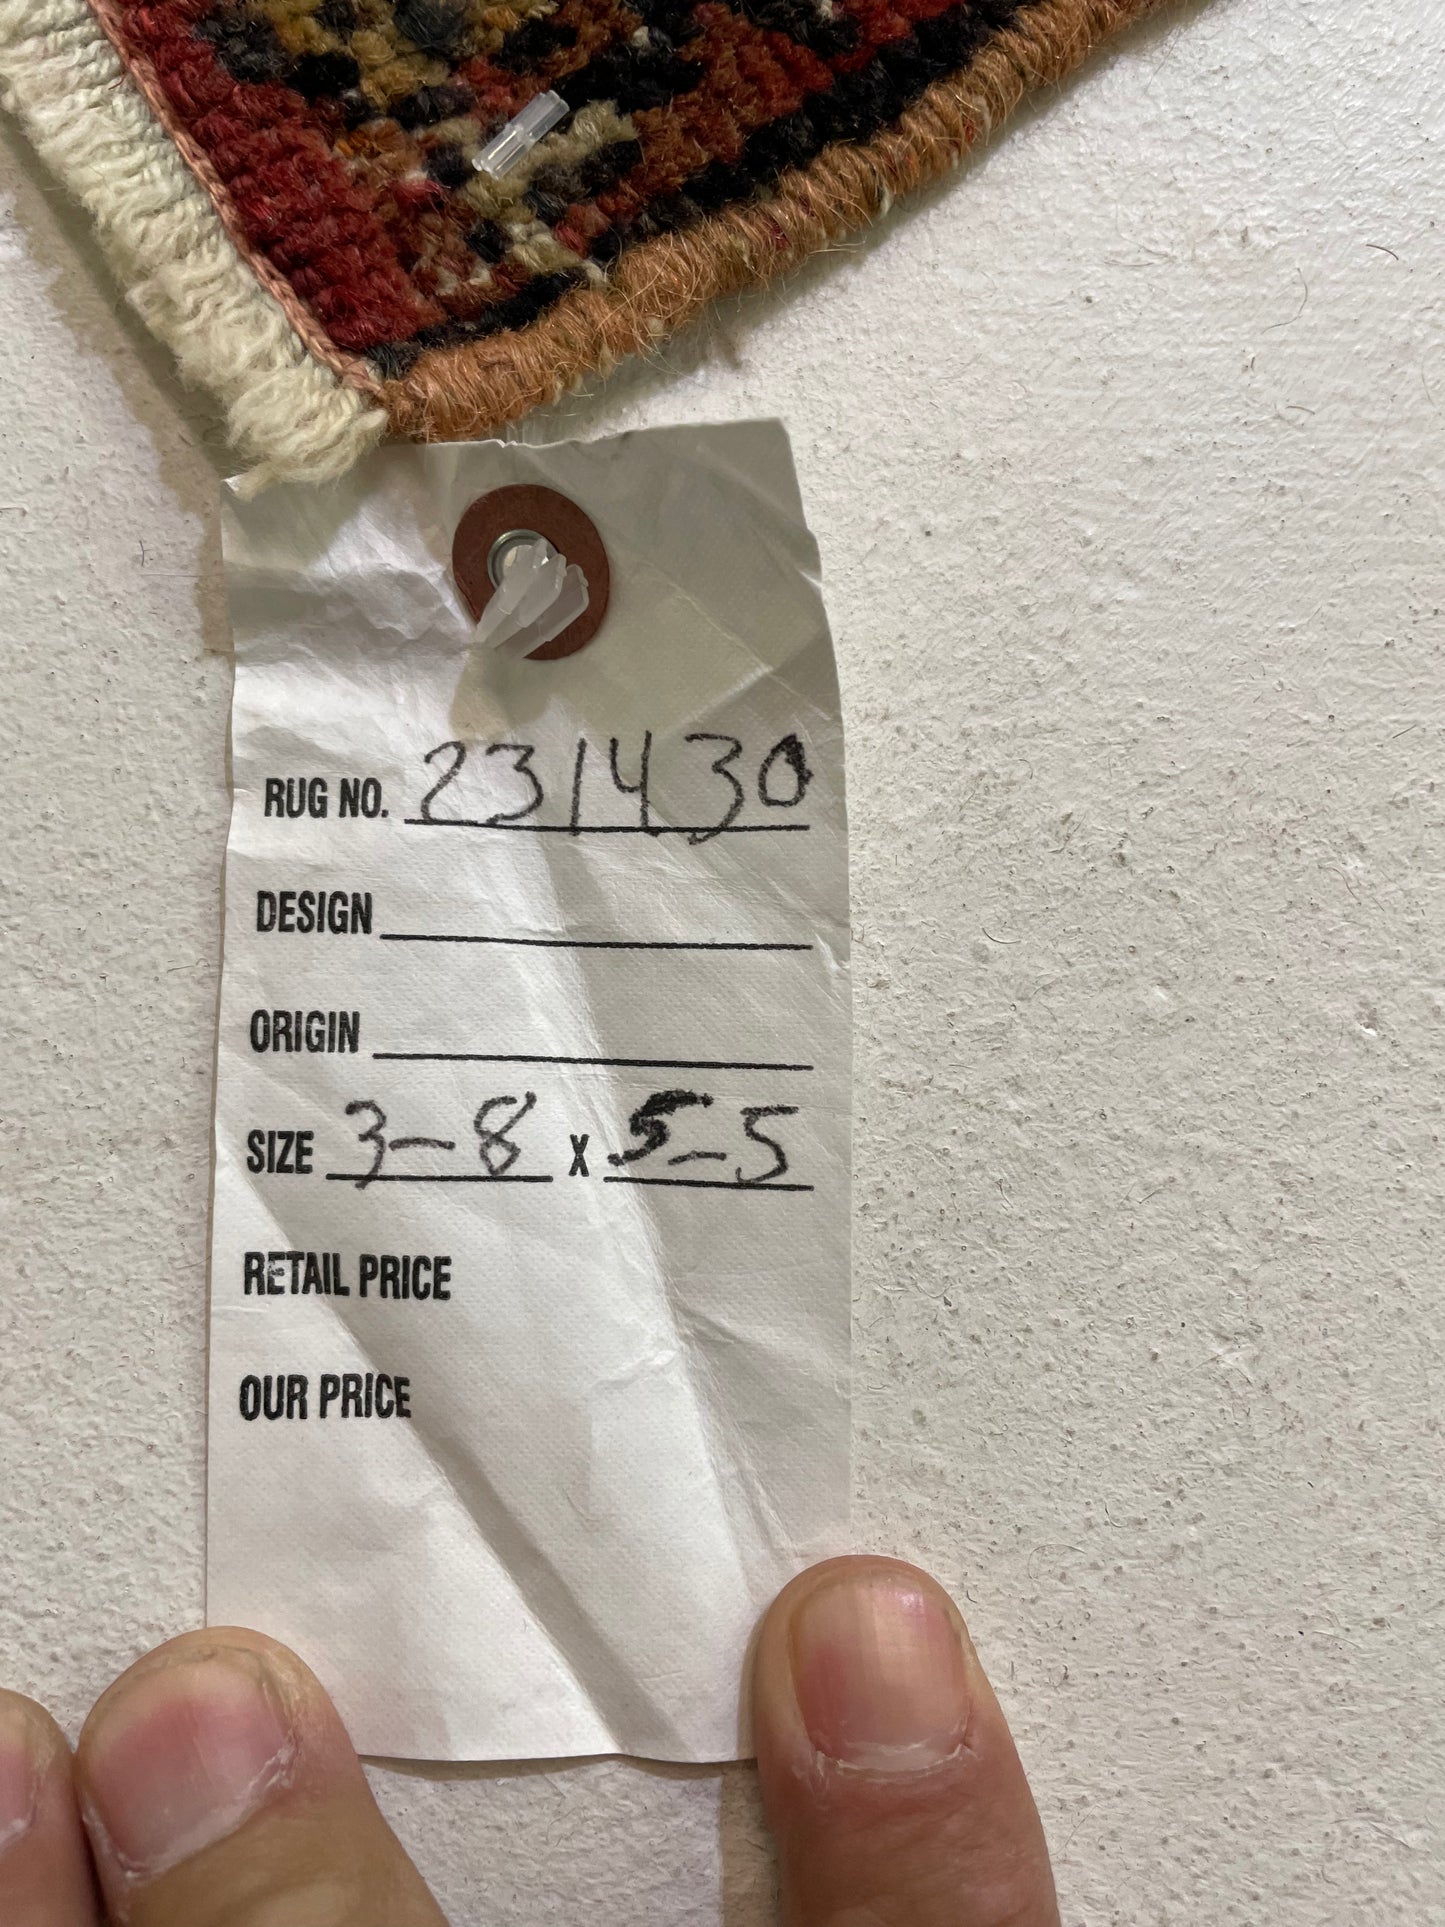 RUG NO. 231430
DESIGN
ORIGIN
SIZE 3-8 X 5-5
RETAIL PRICE
OUR PRICE